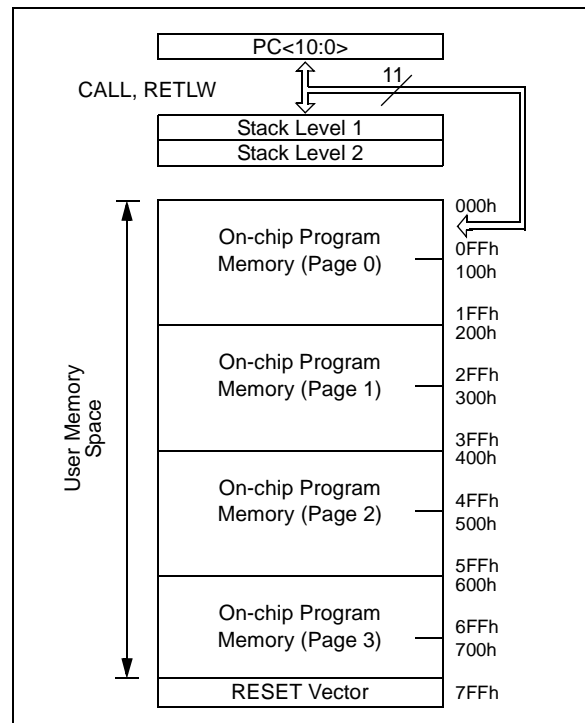 PC<10:0>
CALL, RETLW
11
Stack Level 1
Stack Level 2
User Memory
Space
000h
On-chip Program
Memory (Page 0)
0FFh
100h
1FFh
200h
On-chip Program
Memory (Page 1)
2FFh
300h
3FFh
400h
On-chip Program
Memory (Page 2)
4FFh
500h
5FFh
600h
On-chip Program
Memory (Page 3)
6FFh
700h
RESET Vector
7FFh